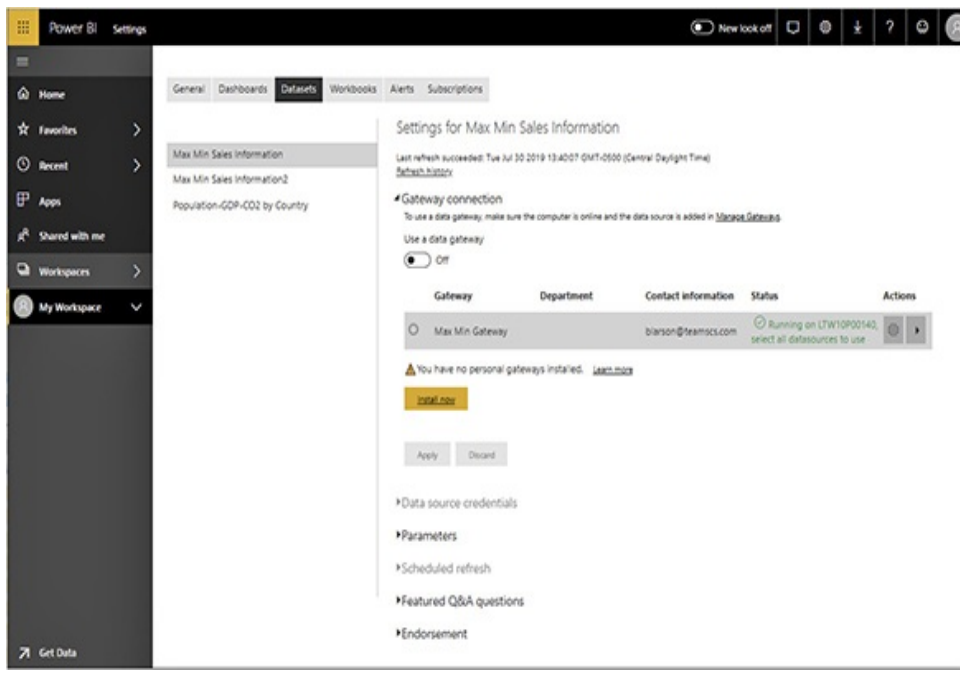 Power BI Settings New look off ?
Home
Favorites
Recent
Apps
Shared with me
Workspaces
My Workspace
Get Data
General Dashboards Datasets Workbooks Alerts Subscriptions
Max Min Sales Information
Max Min Sales Information2
Population-GDP-CO2 by Country
Settings for Max Min Sales Information
Last refresh succeeded: Tue Jul 30 2019 13:40:07 GMT-0500 (Central Daylight Time)
Refresh history
Gateway connection
To use a data gateway, make sure the computer is online and the data source is added in Manage Gateways.
Use a data gateway
Off
Gateway Department Contact information Status Actions
Max Min Gateway blarson@teamscs.com Running on LTW10P00140,
select all datasources to use
You have no personal gateways installed. Learn more
Install now
Apply Discard
Data source credentials
Parameters
Scheduled refresh
Featured Q&A questions
Endorsement